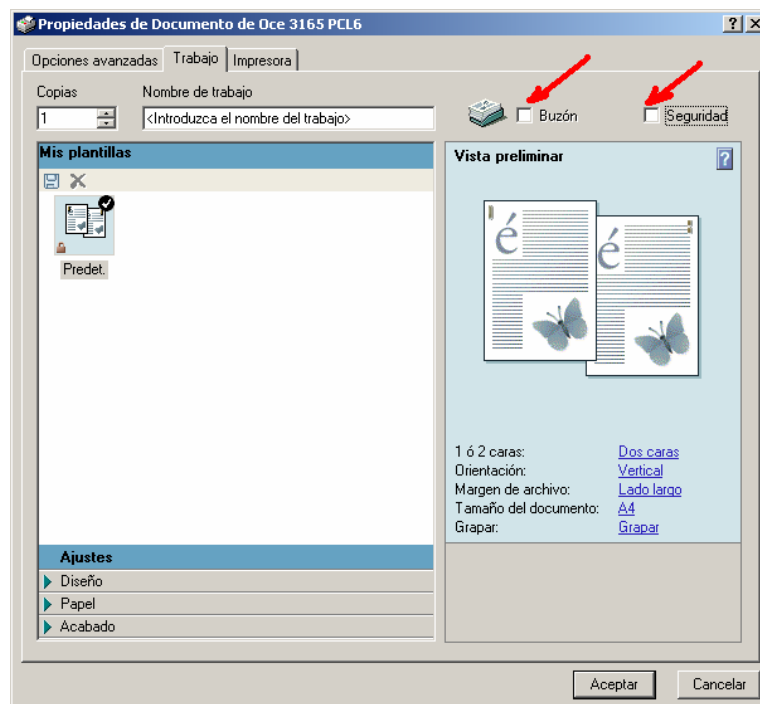 Propiedades de Documento de Oce 3165 PCL6
Opciones avanzadas Trabajo Impresora
Copias Nombre de trabajo
1 <Introduzca el nombre del trabajo> Buzón Seguridad
Mis plantillas
Predet.
Vista preliminar
é é
1 ó 2 caras: Dos caras
Orientación: Vertical
Margen de archivo: Lado largo
Tamaño del documento: A4
Grapar: Grapar
Ajustes
Diseño
Papel
Acabado
Aceptar Cancelar